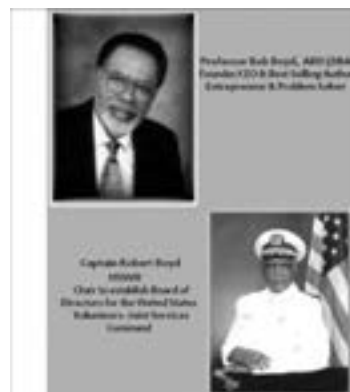 Professor Bob Boyd, ABD (DBA)
Founder/CEO & Best Selling Author
Entrepreneur & Problem Solver
Captain Robert Boyd
Chair to establish Board of
Directors for the United States
Volunteers- Joint Services
Command